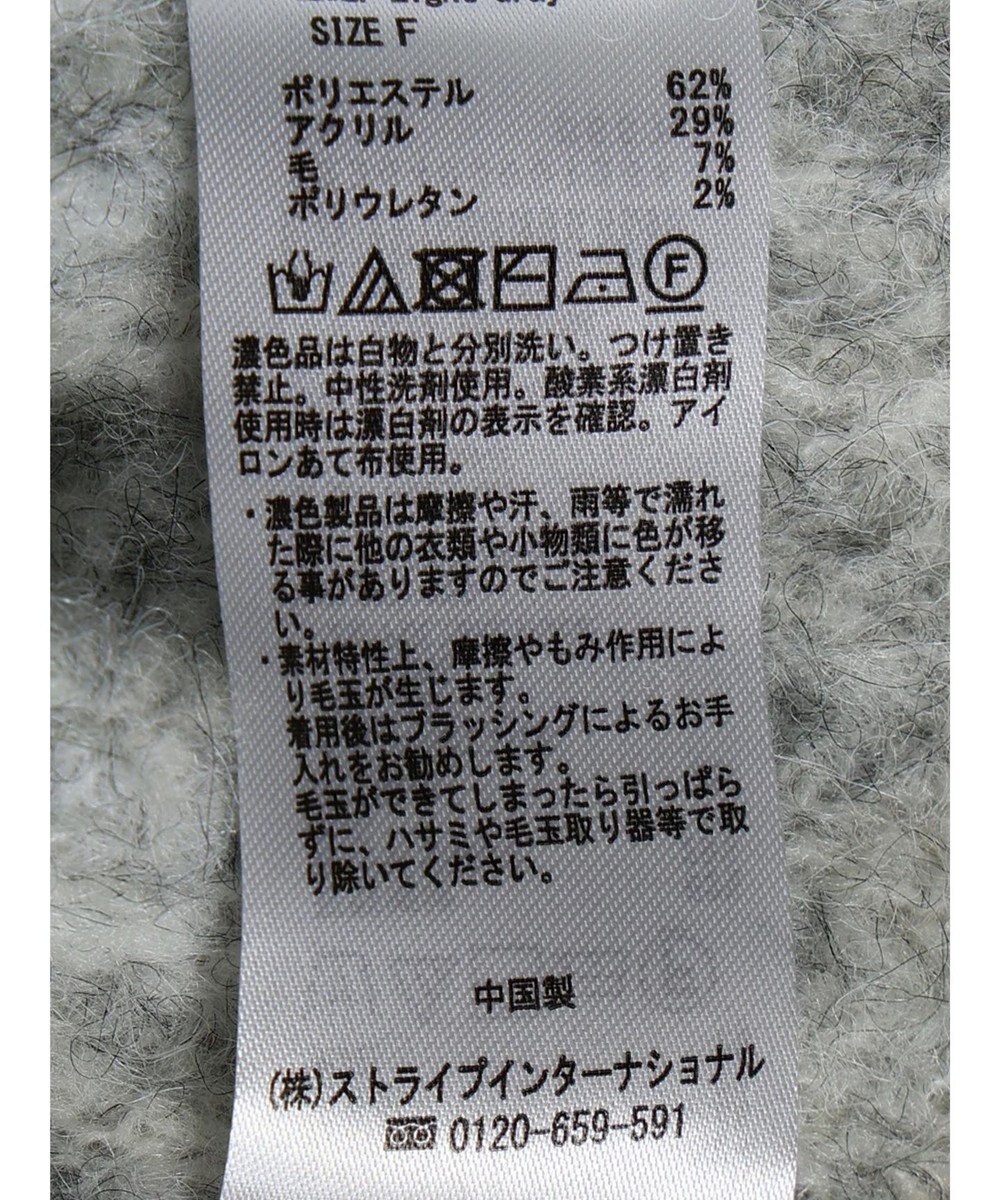 SIZE F
ポリエステル 62%
アクリル 29%
毛 7%
ポリウレタン 2%
F
濃色品は白物と分別洗い。つけ置き
禁止。中性洗剤使用。酸素系漂白剤
使用時は漂白剤の表示を確認。アイ
ロンあて布使用。
・濃色製品は摩擦や汗、雨等で濡れ
た際に他の衣類や小物類に色が移
る事がありますのでご注意くださ
い。
・素材特性上、摩擦やもみ作用によ
り毛玉が生じます。
着用後はブラッシングによるお手
入れをお勧めします。
毛玉ができてしまったら引っぱら
ずに、ハサミや毛玉取り器等で取
り除いてください。
中国製
(株)ストライプインターナショナル
0120-659-591